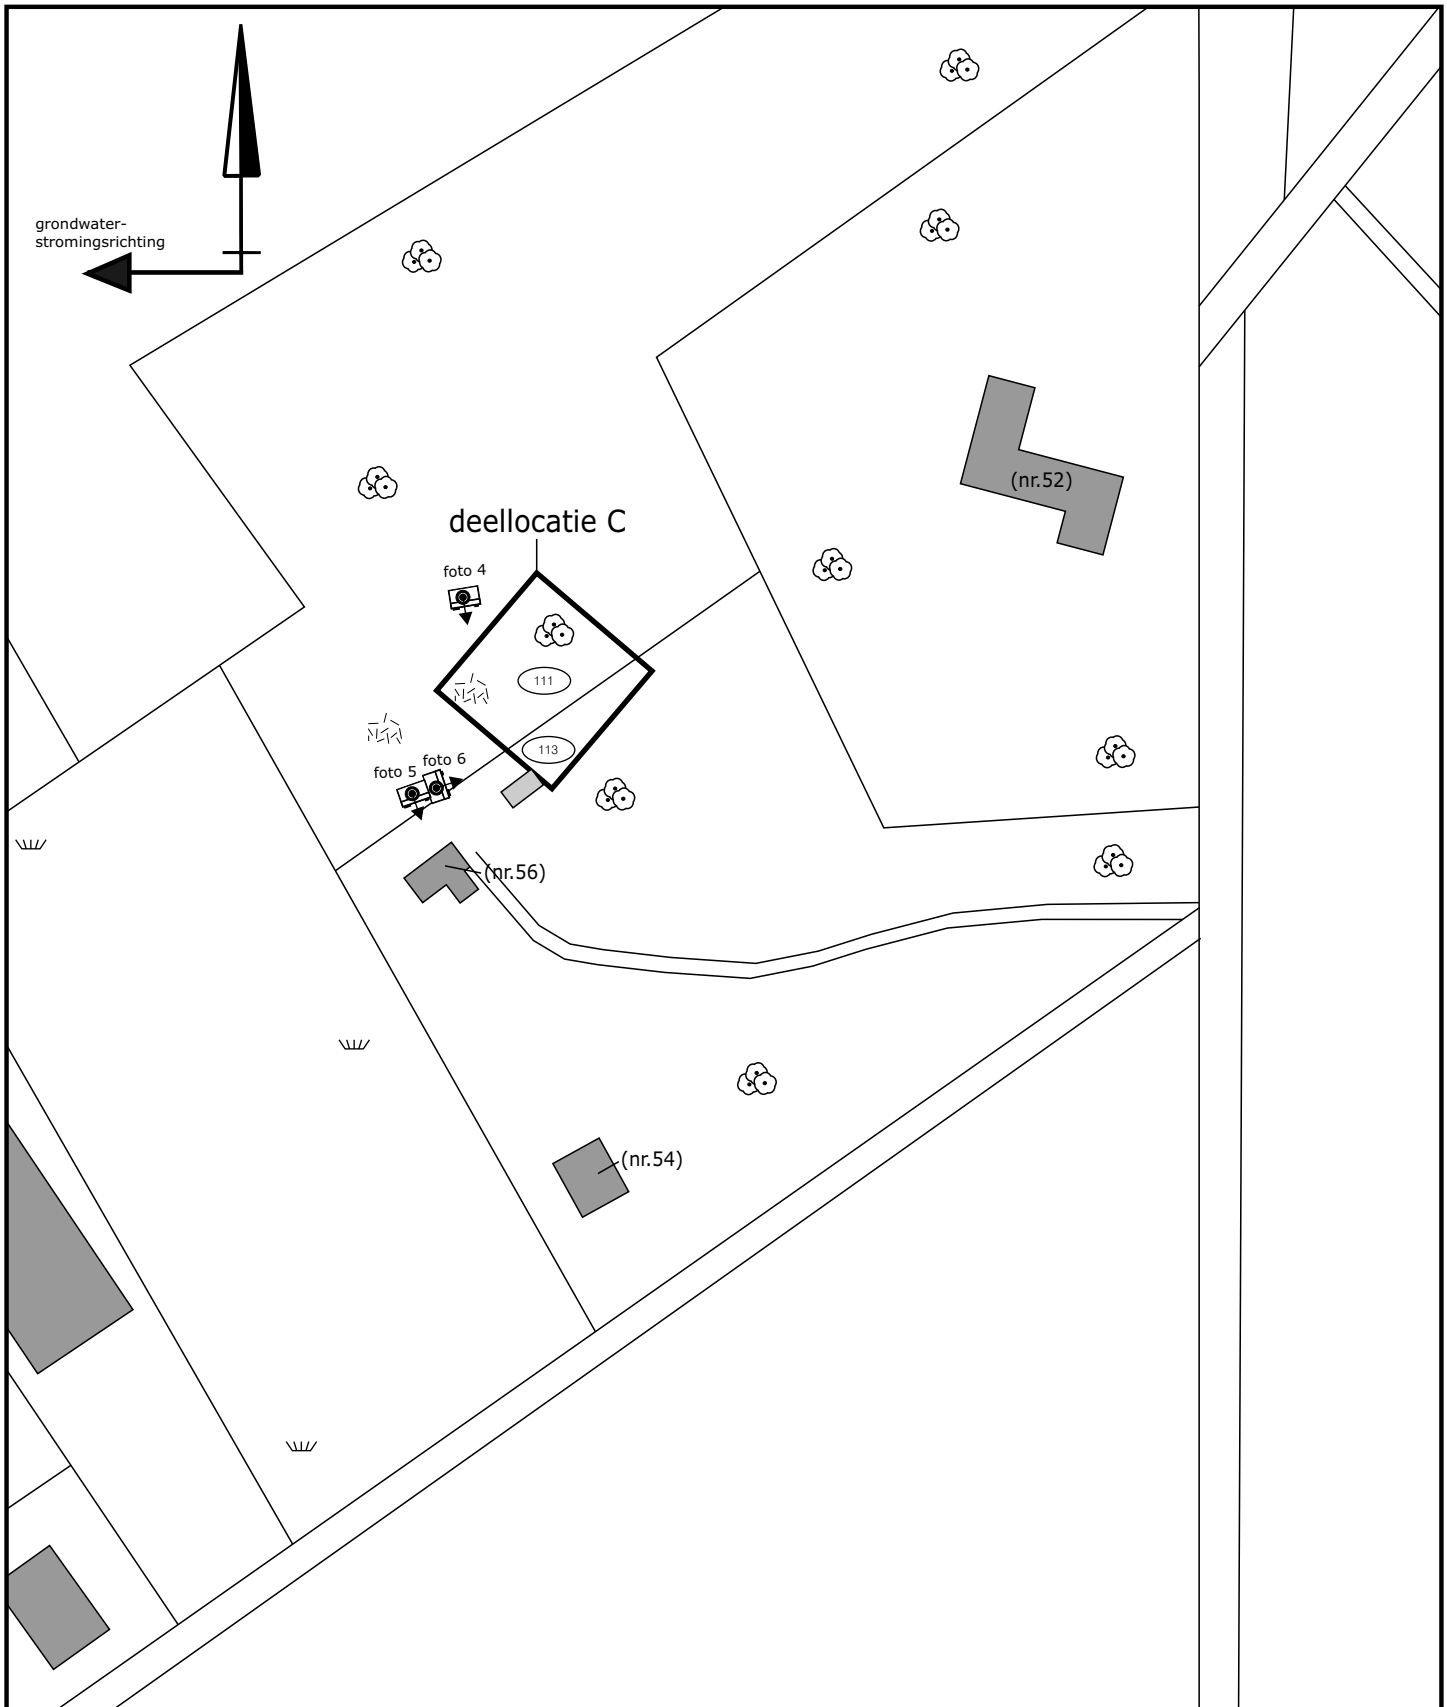 grondwater-
stromingsrichting
(nr.52)
deellocatie C
foto 4
111
113
foto 6
foto 5
(nr.56)
(nr.54)